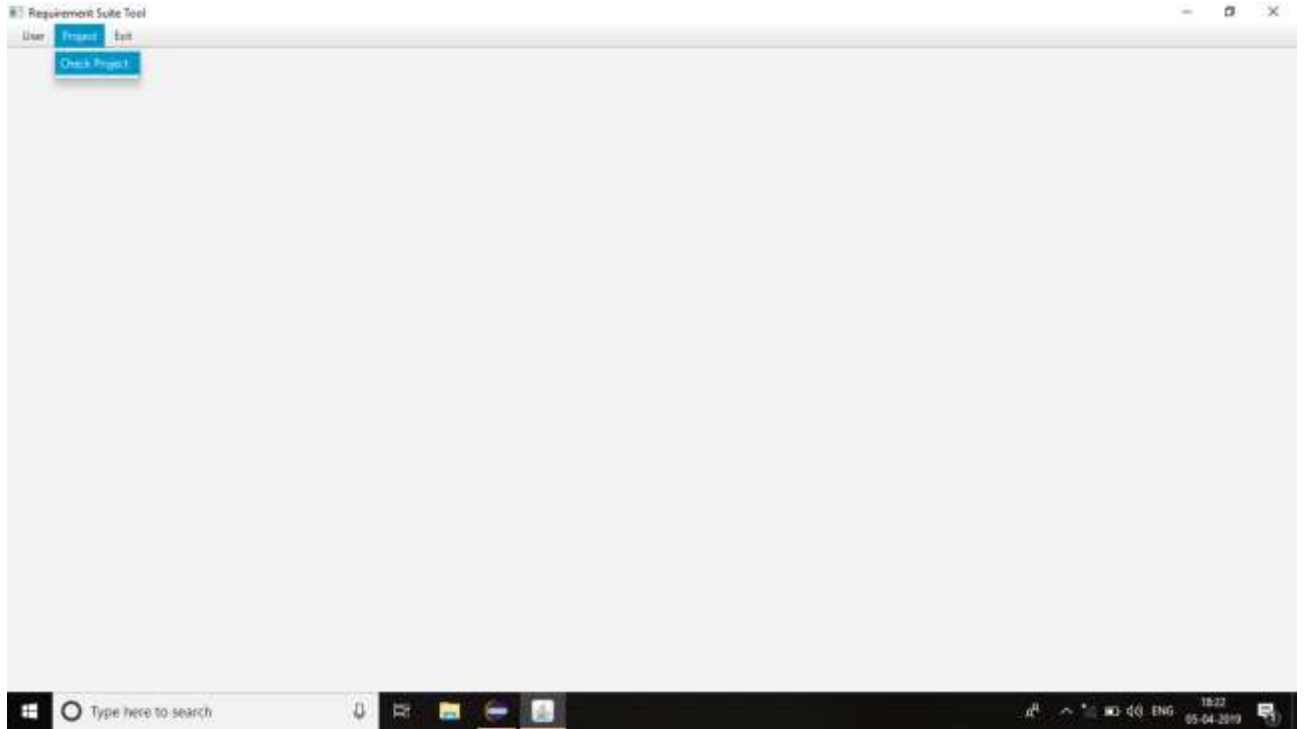 Requirement Suite Tool
User Project Exit
Check Project
Type here to search
ENG
18:22
05-04-2019